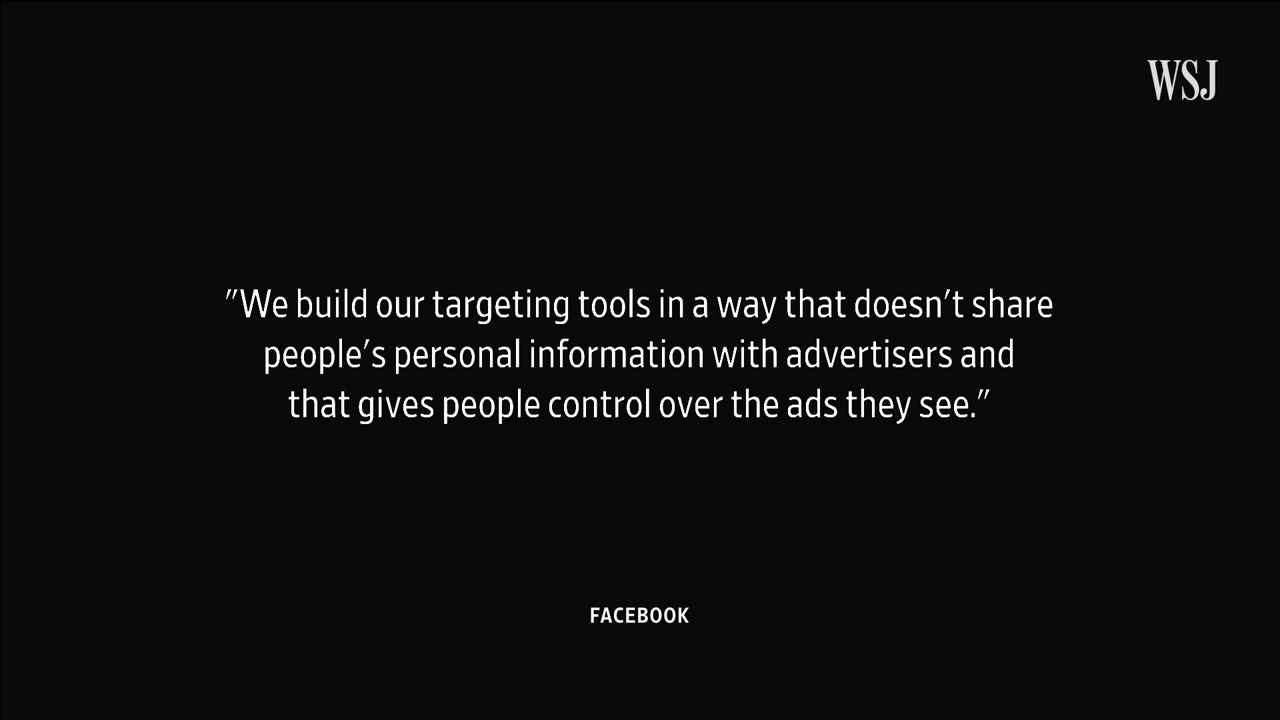 WSJ
"We build our targeting tools in a way that doesn't share
people's personal information with advertisers and
that gives people control over the ads they see."
FACEBOOK